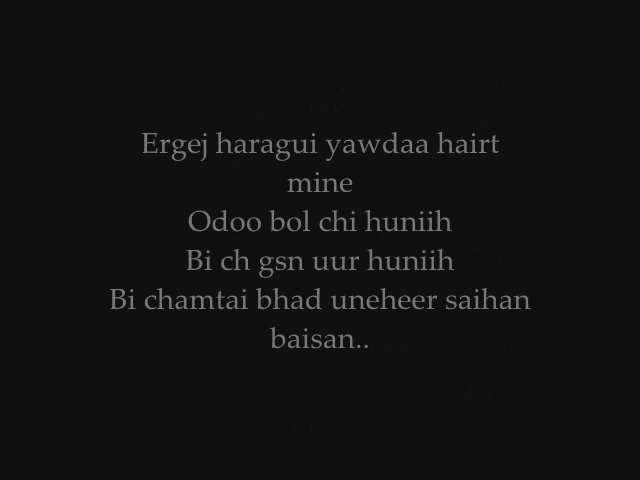 Ergej haragui yawdaa hairt
mine
Odoo bol chi huniih
Bi ch gsn uur huniih
Bi chamtai bhad uneheer saihan
baisan..